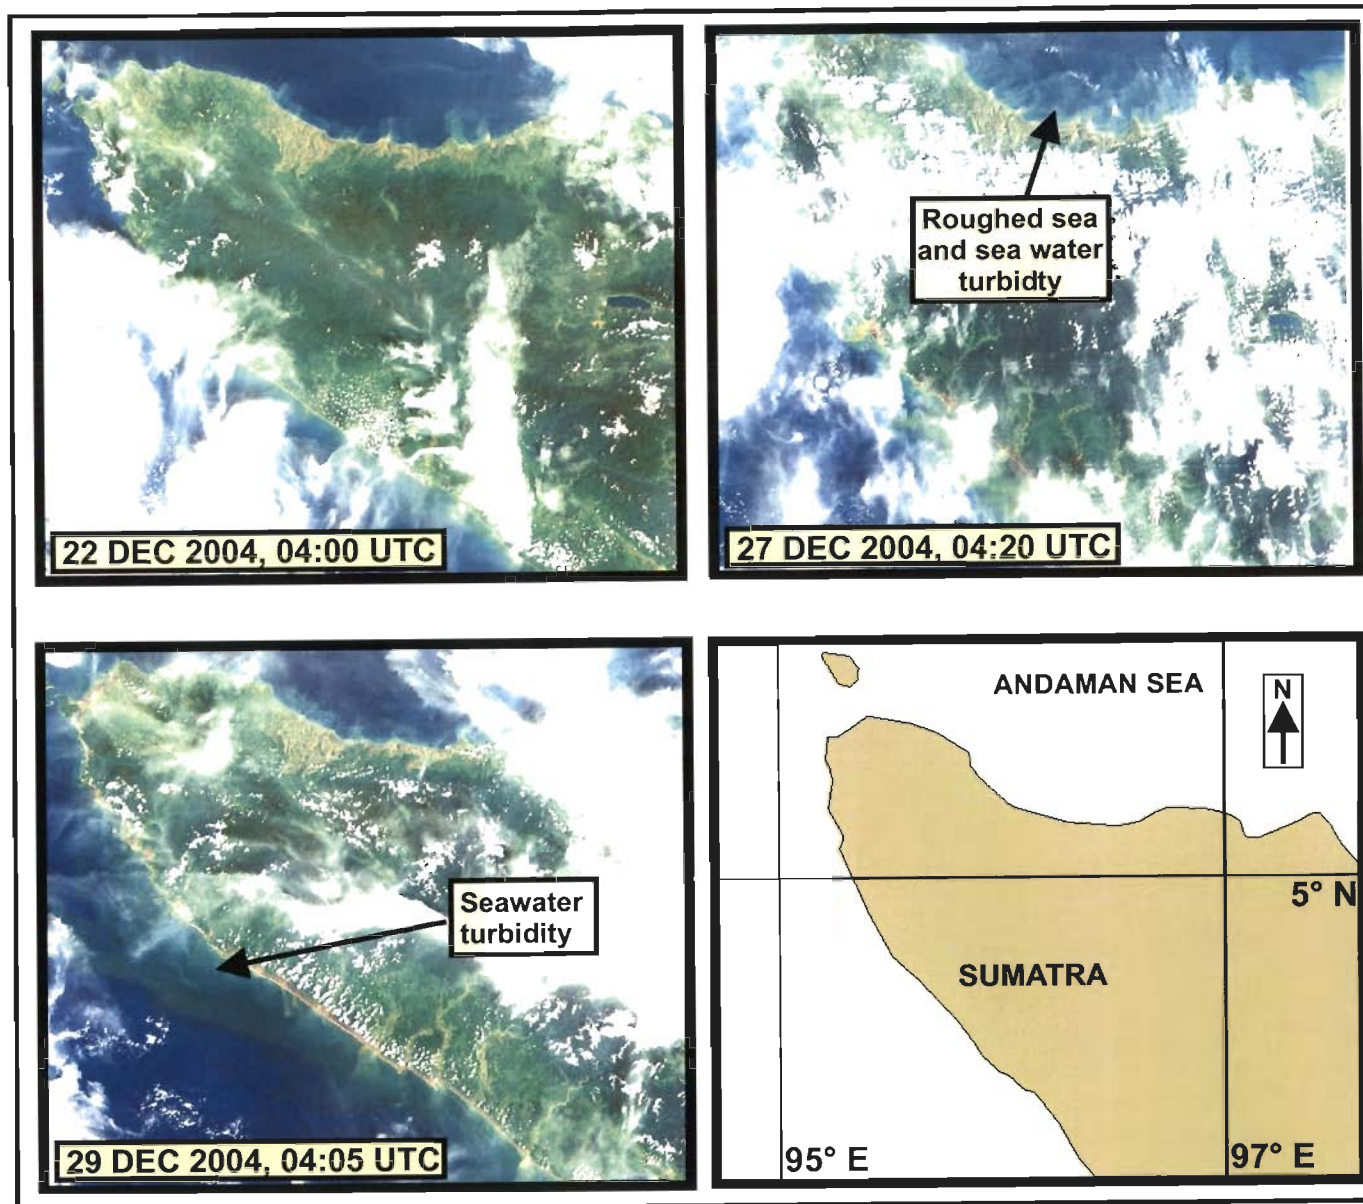 Roughed sea
and sea water
turbidty
22 DEC 2004, 04:00 UTC
27 DEC 2004, 04:20 UTC
Seawater
turbidity
29 DEC 2004, 04:05 UTC
ANDAMAN SEA
N
5° N
SUMATRA
95° E
97° E